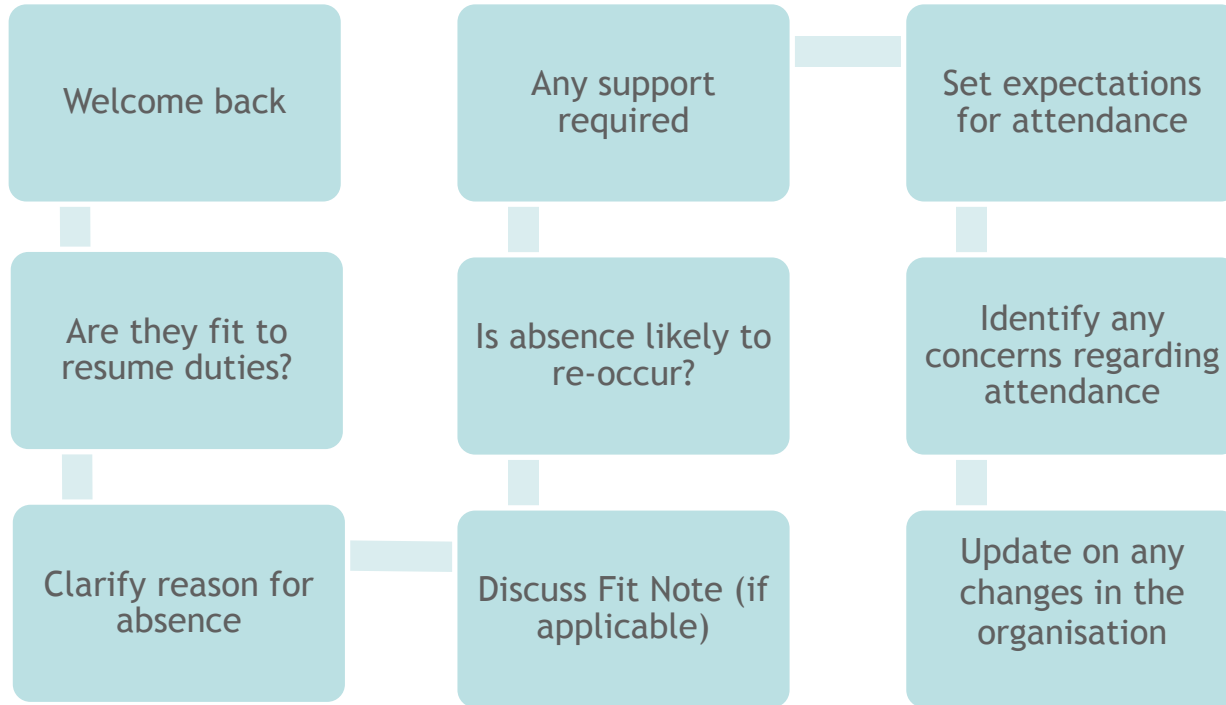 Welcome back
Are they fit to
resume duties?
Clarify reason for
absence
Discuss Fit Note (if
applicable)
Is absence likely to
re-occur?
Any support
required
Set expectations
for attendance
Identify any
concerns regarding
attendance
Update on any
changes in the
organisation